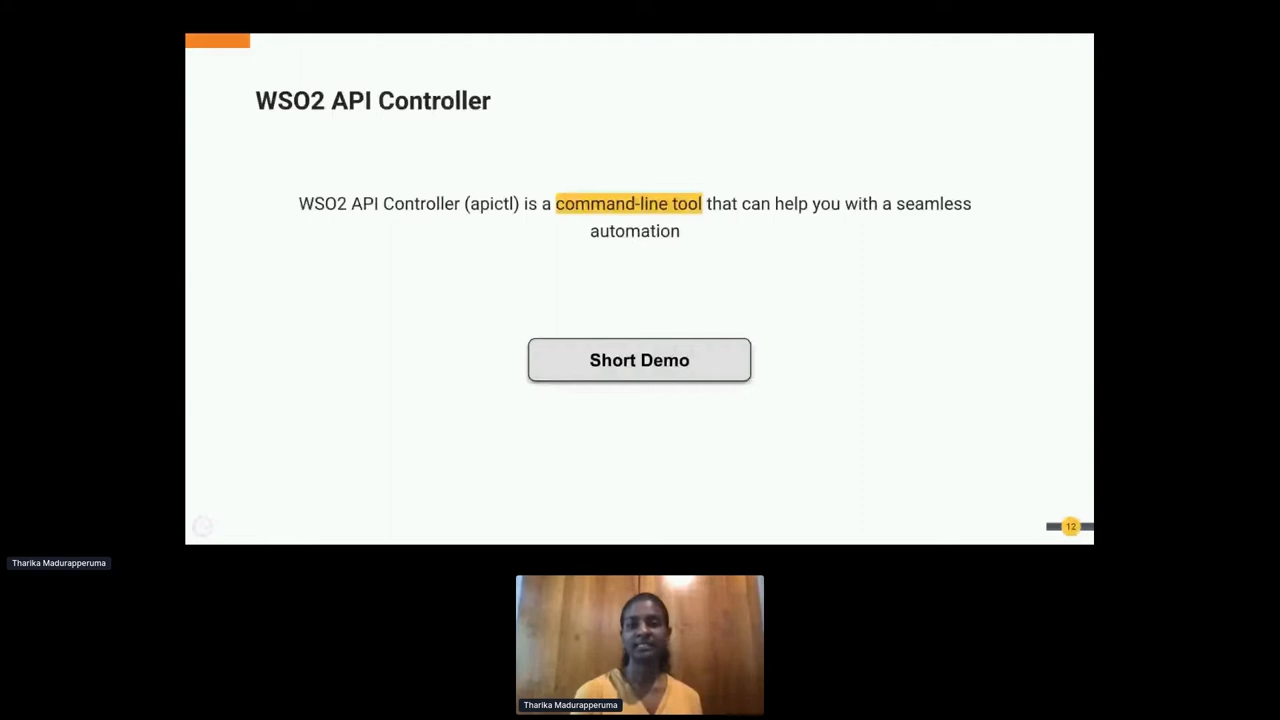 WSO2 API Controller
WSO2 API Controller (apictl) is a command-line tool that can help you with a seamless
automation
Short Demo
12
Tharika Madurapperuma
Tharika Madurapperuma